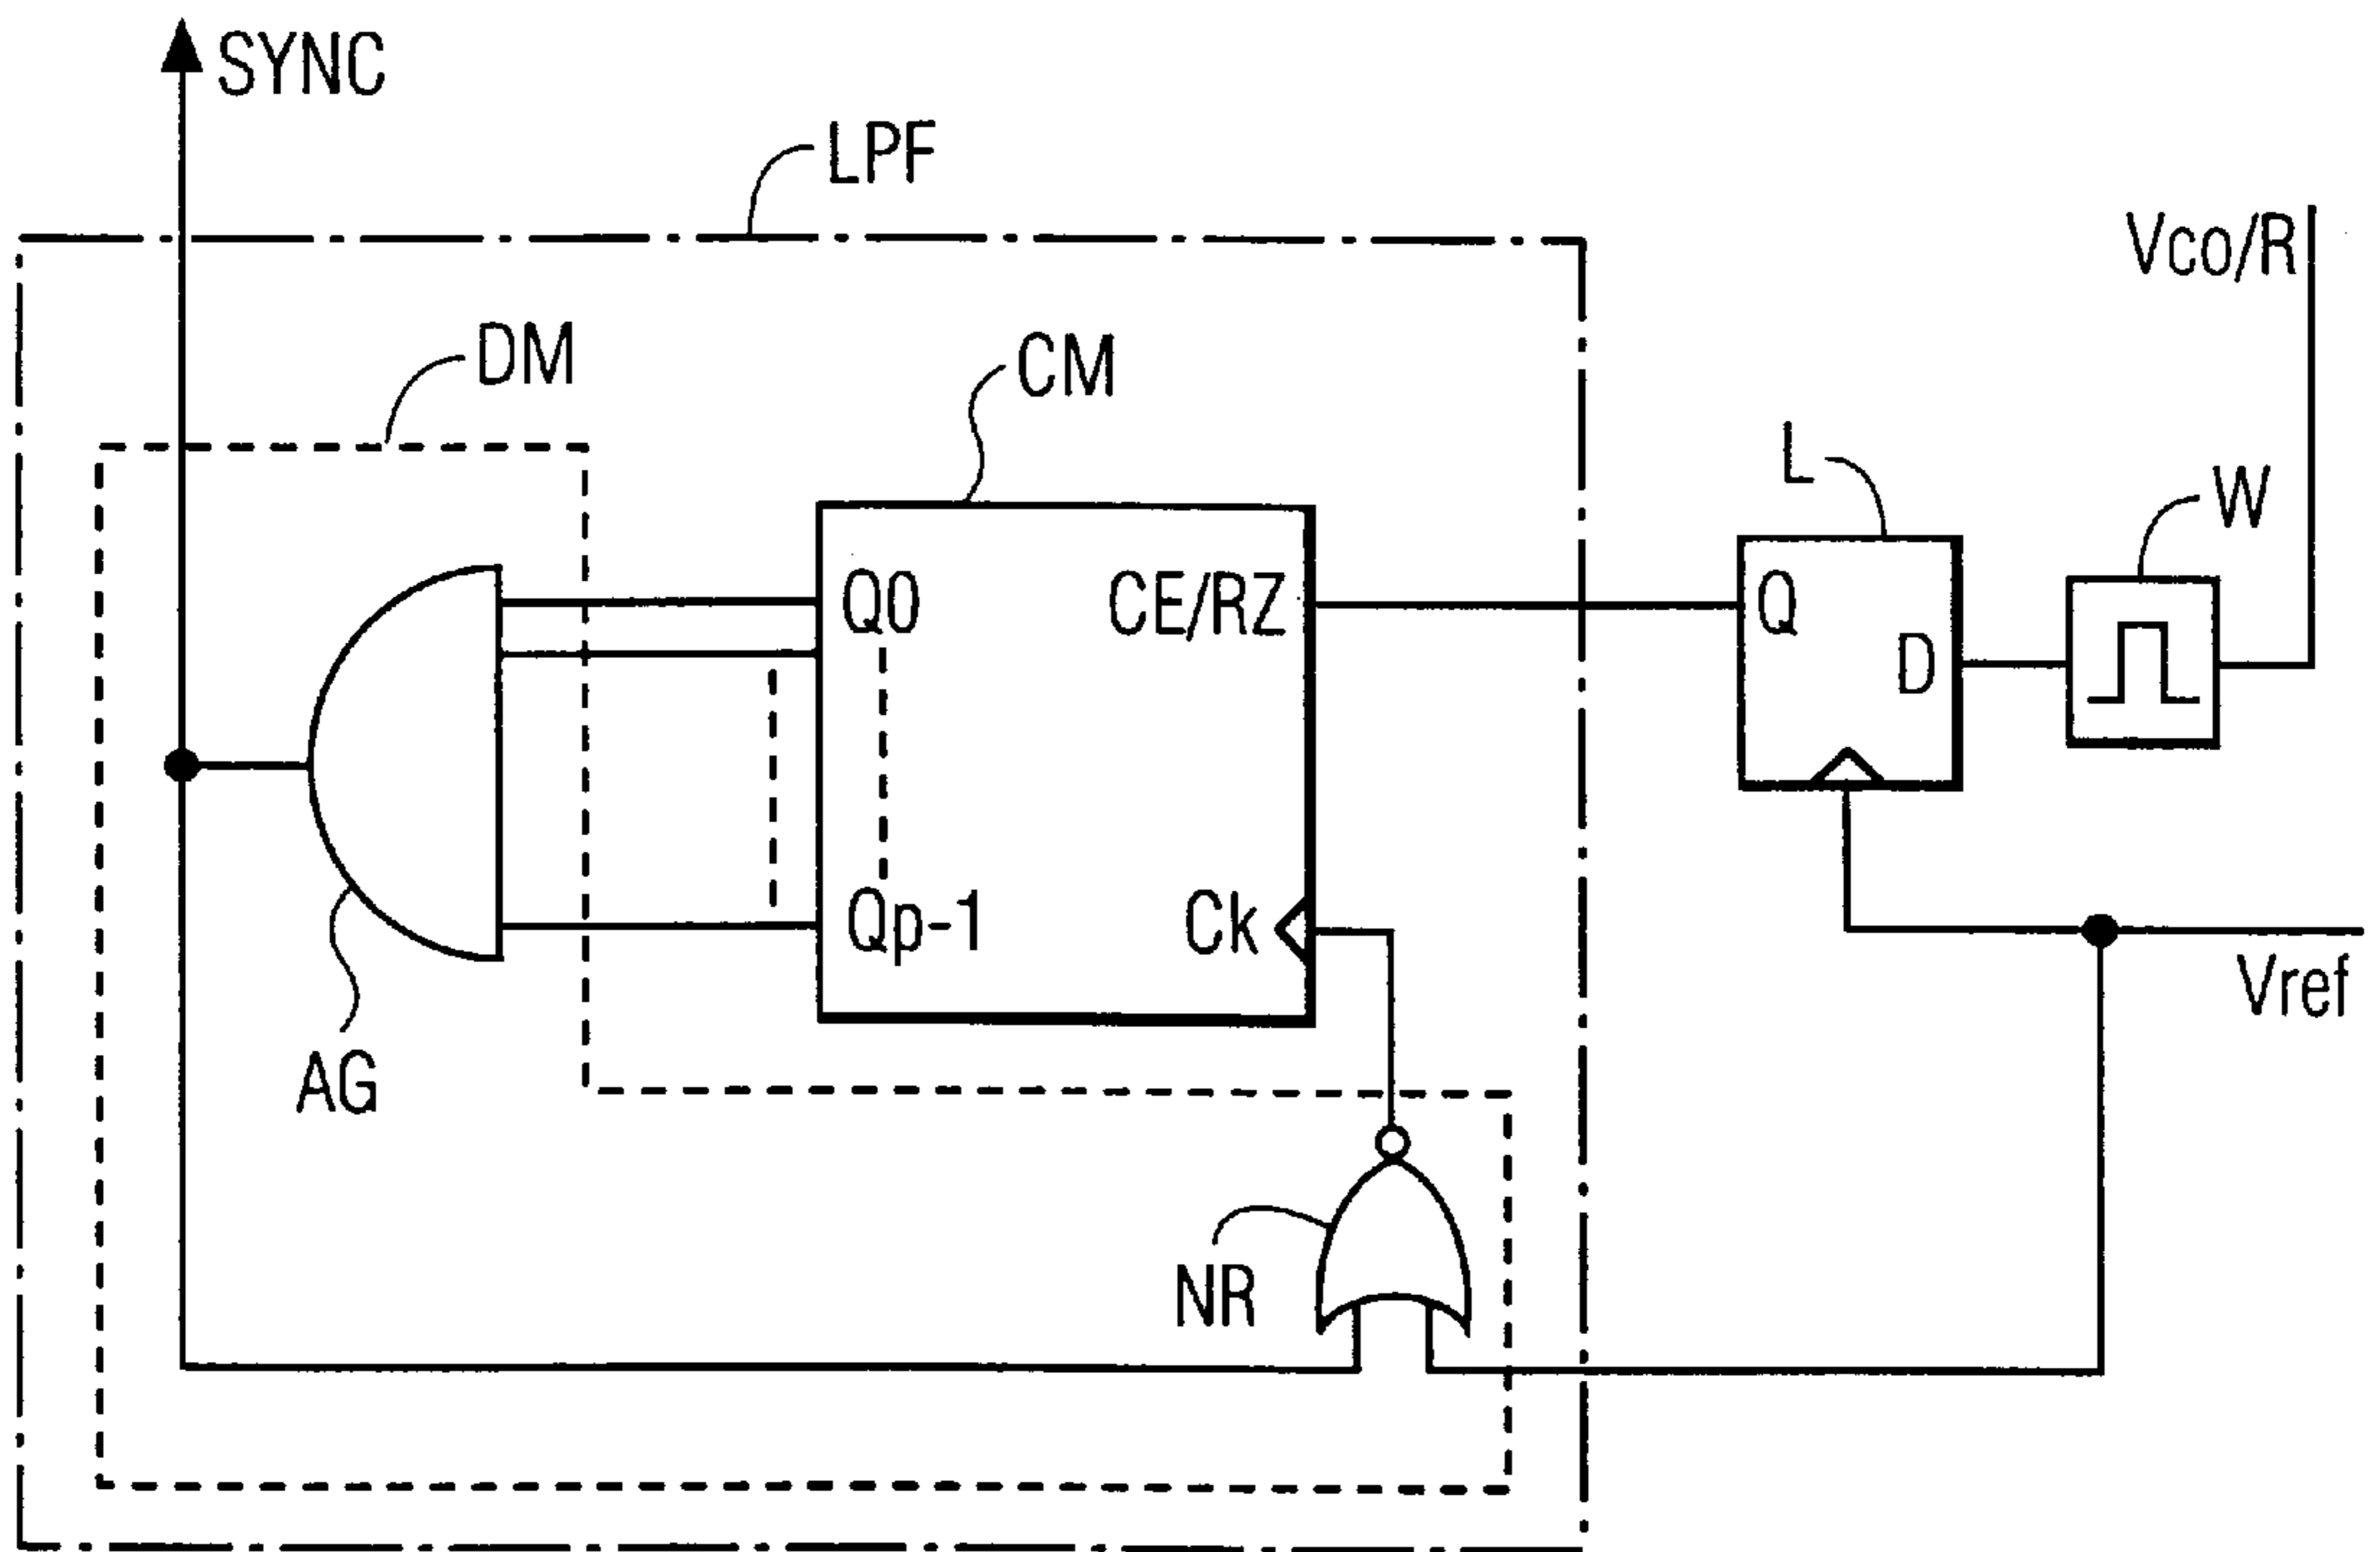 SYNC
LPF
Vco/R
DM
CM
L
W
Q0
CE/RZ
Q
D
Qp-1
Ck
Vref
AG
NR